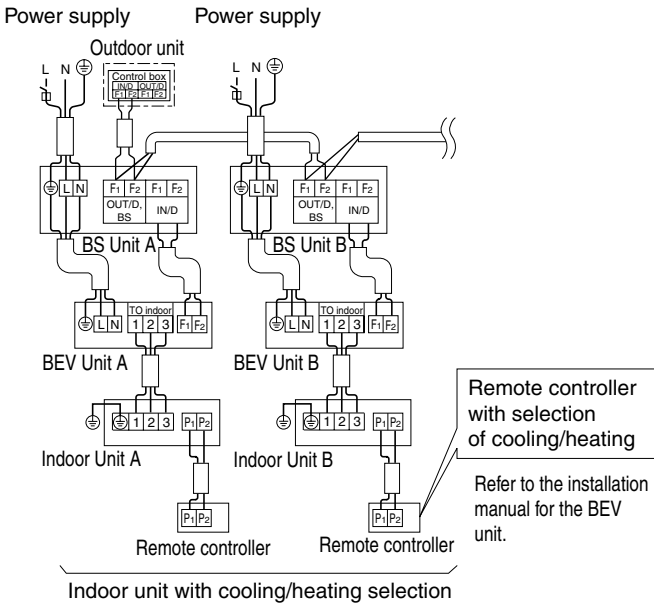 Power supply Power supply
Outdoor unit
L N L N
Control box
IN/D OUT/D
F1 F2 F1 F2
L N F1 F2 F1 F2 L N F1 F2 F1 F2
OUT/D, BS IN/D OUT/D, BS IN/D
BS Unit A BS Unit B
TO indoor TO indoor
L N 1 2 3 F1 F2 L N 1 2 3 F1 F2
BEV Unit A BEV Unit B
1 2 3 P1 P2 1 2 3 P1 P2
Indoor Unit A Indoor Unit B
Remote controller
with selection
of cooling/heating
Refer to the installation
manual for the BEV
unit.
P1 P2 P1 P2
Remote controller Remote controller
Indoor unit with cooling/heating selection